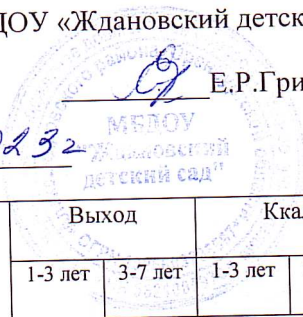 ДОУ «Ждановский детск
Е.Р.Гри
МБДОУ
"Ждановский
детский сад"
Выход Ккал
1-3 лет 3-7 лет 1-3 лет